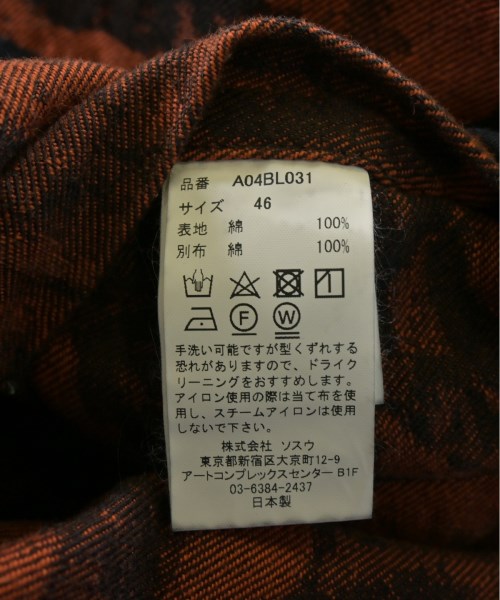 品番 A04BL031
サイズ 46
表地 綿 100%
別布 綿 100%
F W
手洗い可能ですが型くずれする
恐れがありますので、ドライク
リーニングをおすすめします。
アイロン使用の際は当て布を使
用し、スチームアイロンは使用
しないで下さい。
株式会社 ソスウ
東京都新宿区大京町12-9
アートコンプレックスセンター B1F
03-6384-2437
日本製